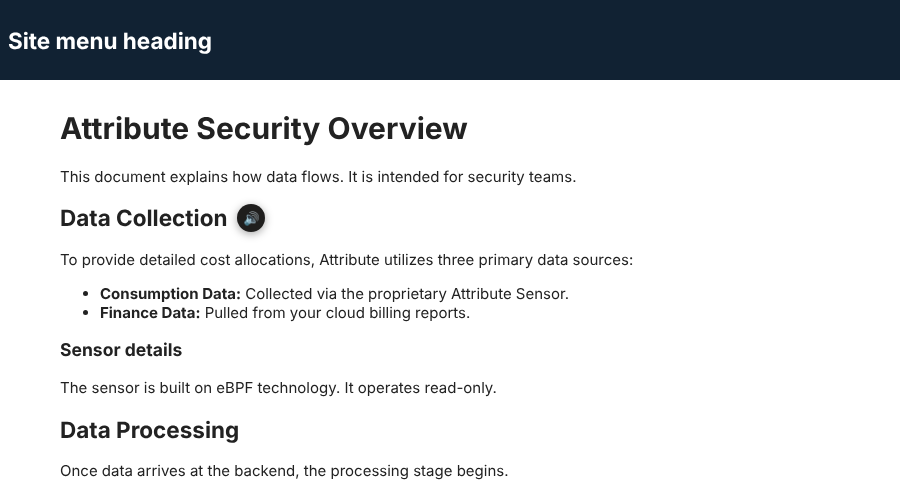 Site menu heading
Attribute Security Overview
This document explains how data flows. It is intended for security teams.
Data Collection
To provide detailed cost allocations, Attribute utilizes three primary data sources:
• Consumption Data: Collected via the proprietary Attribute Sensor.
• Finance Data: Pulled from your cloud billing reports.
Sensor details
The sensor is built on eBPF technology. It operates read-only.
Data Processing
Once data arrives at the backend, the processing stage begins.